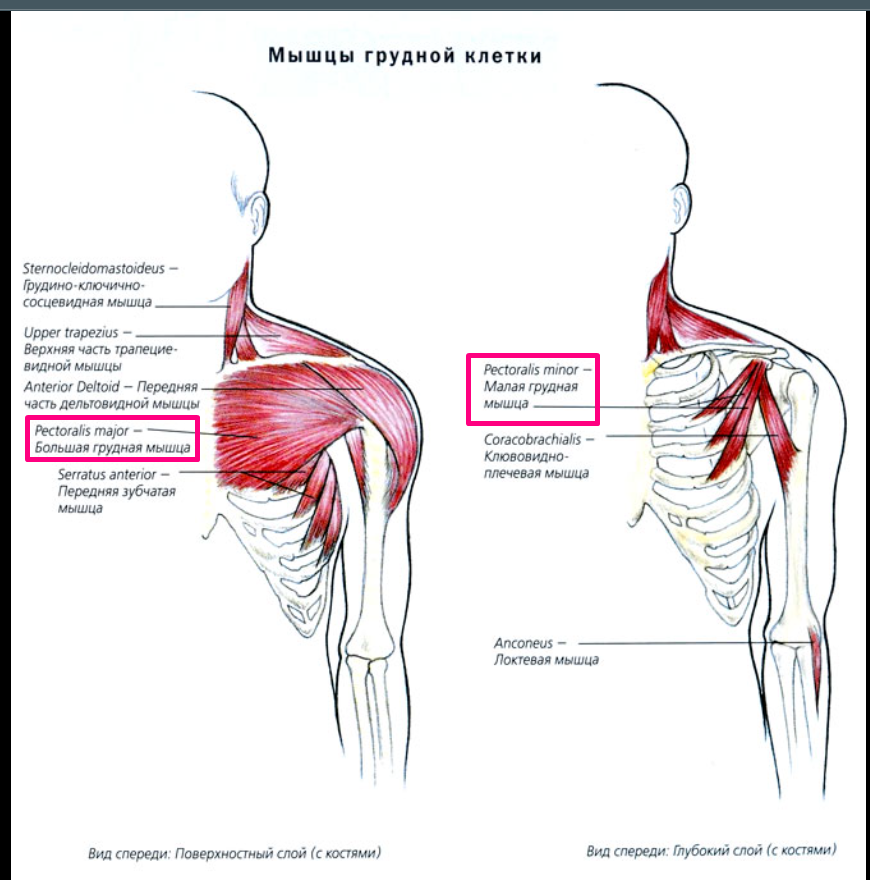 Мышцы грудной клетки
Sternocleidomastoideus –
Грудино-ключично-
сосцевидная мышца
Upper trapezius –
Верхняя часть трапецие-
видной мышцы
Anterior Deltoid – Передняя
часть дельтовидной мышцы
Pectoralis major –
Большая грудная мышца
Serratus anterior –
Передняя зубчатая
мышца
Вид спереди: Поверхностный слой (с костями)
Pectoralis minor –
Малая грудная
мышца
Coracobrachialis –
Клювовидно-
плечевая мышца
Anconeus –
Локтевая мышца
Вид спереди: Глубокий слой (с костями)